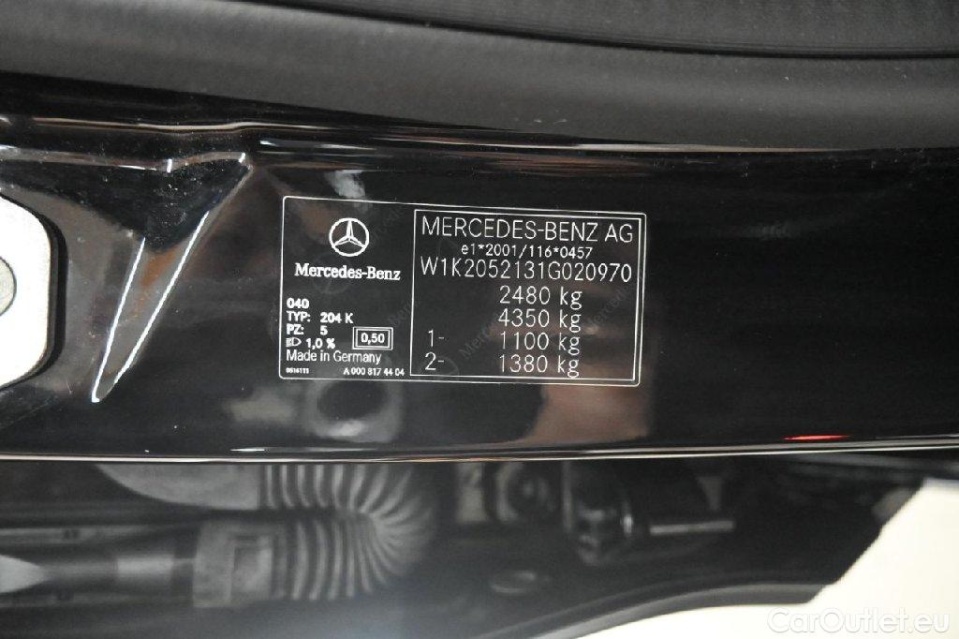 Mercedes-Benz
040
TYP: 204 K
PZ: 5
1,0 % 0,50
Made in Germany
A 000 817 44 04
MERCEDES-BENZ AG
e1*2001/116*0457
W1K2052131G020970
2480 kg
4350 kg
1- 1100 kg
2- 1380 kg
CarOutlet.eu